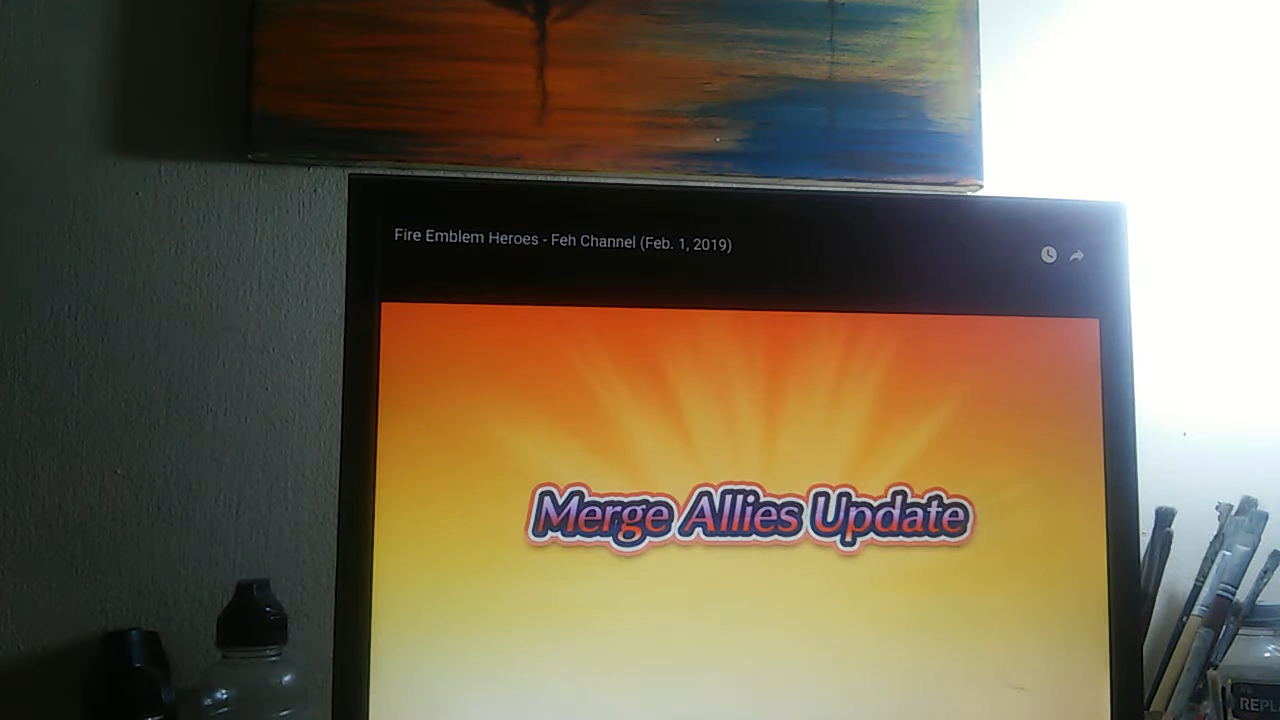 Fire Emblem Heroes - Feh Channel (Feb. 1, 2019)
Merge Allies Update